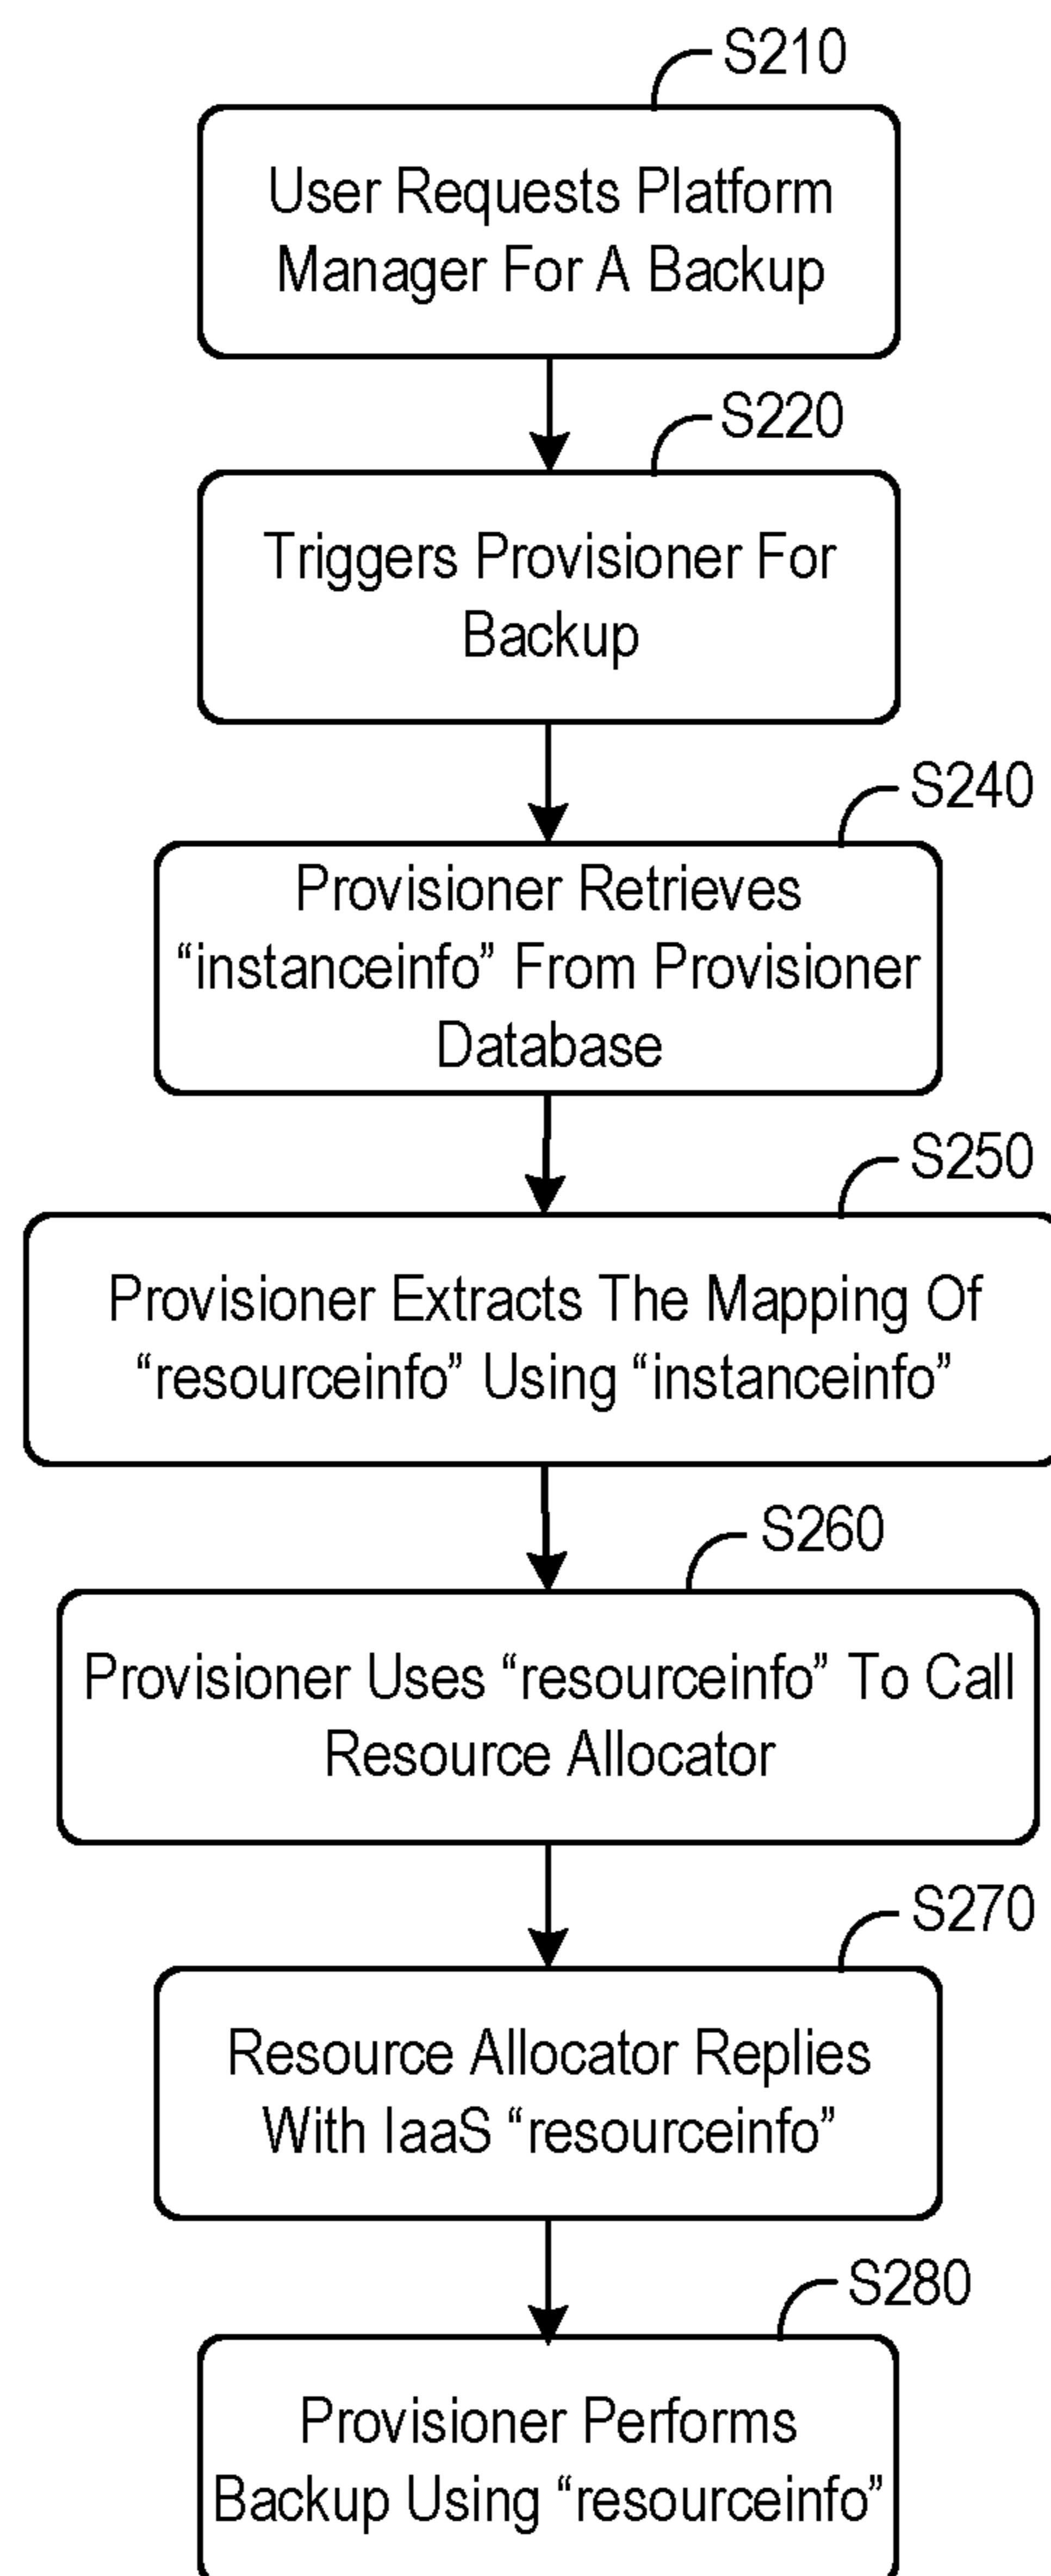 S210
User Requests Platform
Manager For A Backup
S220
Triggers Provisioner For
Backup
S240
Provisioner Retrieves
“instanceinfo” From Provisioner
Database
S250
Provisioner Extracts The Mapping Of
“resourceinfo” Using “instanceinfo”
S260
Provisioner Uses “resourceinfo” To Call
Resource Allocator
S270
Resource Allocator Replies
With IaaS “resourceinfo”
S280
Provisioner Performs
Backup Using “resourceinfo”